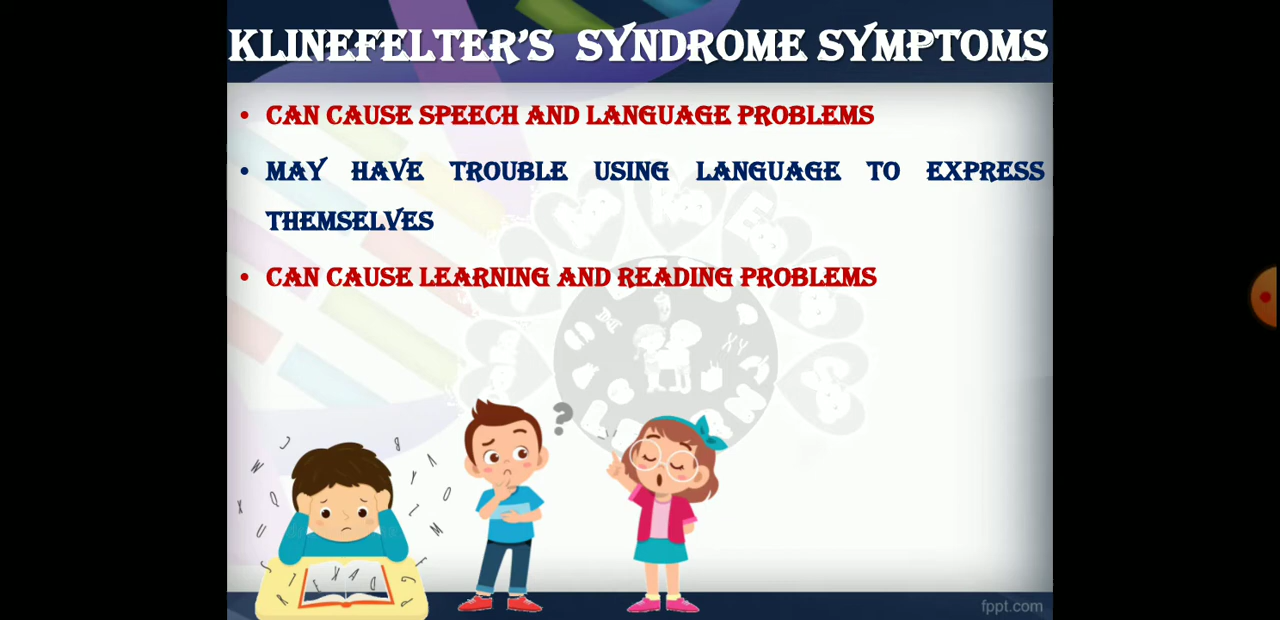 KLINEFELTER'S SYNDROME SYMPTOMS
• CAN CAUSE SPEECH AND LANGUAGE PROBLEMS
• MAY HAVE TROUBLE USING LANGUAGE TO EXPRESS
THEMSELVES
• CAN CAUSE LEARNING AND READING PROBLEMS
?
fppt.com